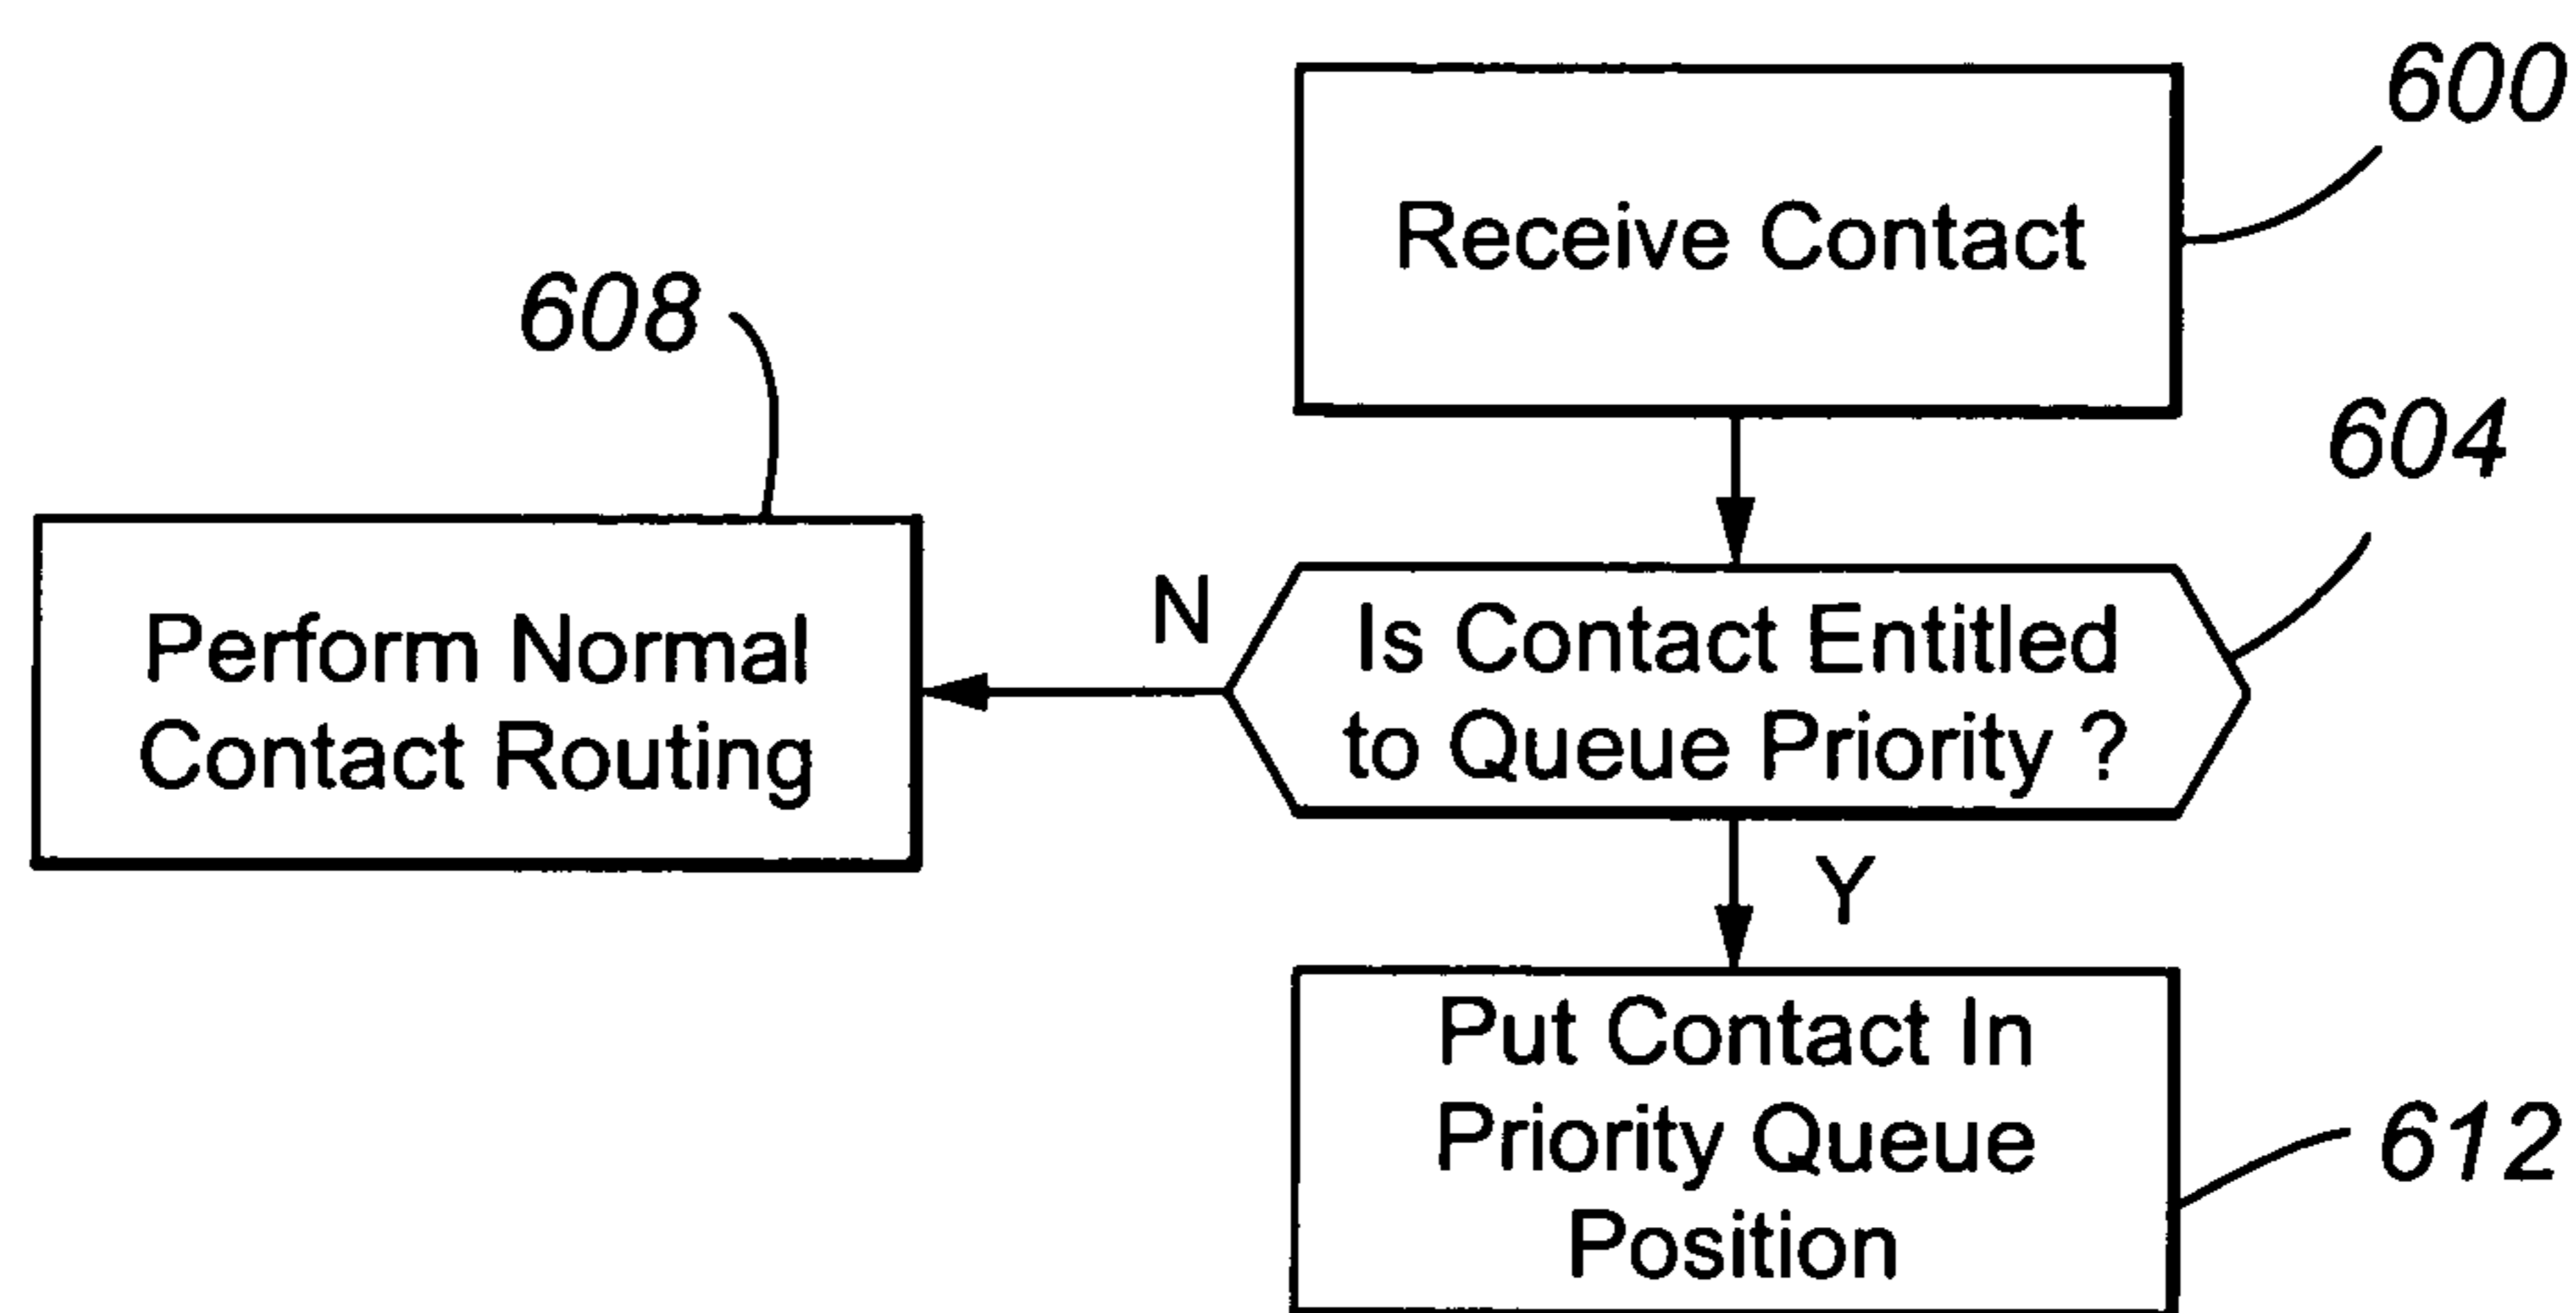 600
Receive Contact
608
604
N
Is Contact Entitled
to Queue Priority ?
Perform Normal
Contact Routing
Y
Put Contact In
Priority Queue
Position
612